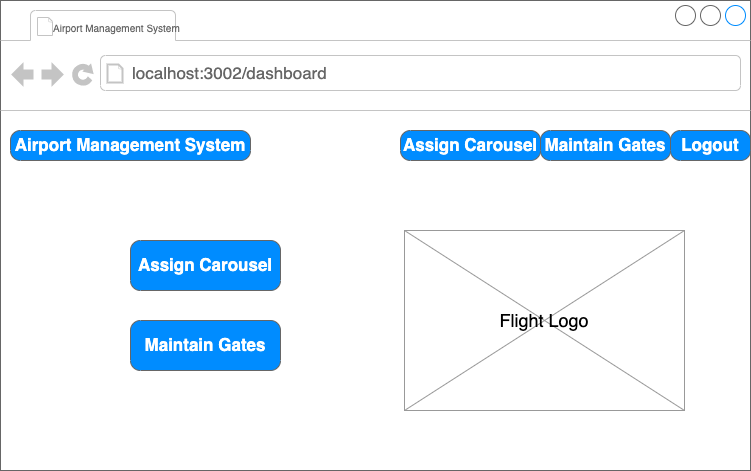 Airport Management System
localhost:3002/dashboard
Airport Management System
Assign Carousel
Maintain Gates
Logout
Assign Carousel
Maintain Gates
Flight Logo